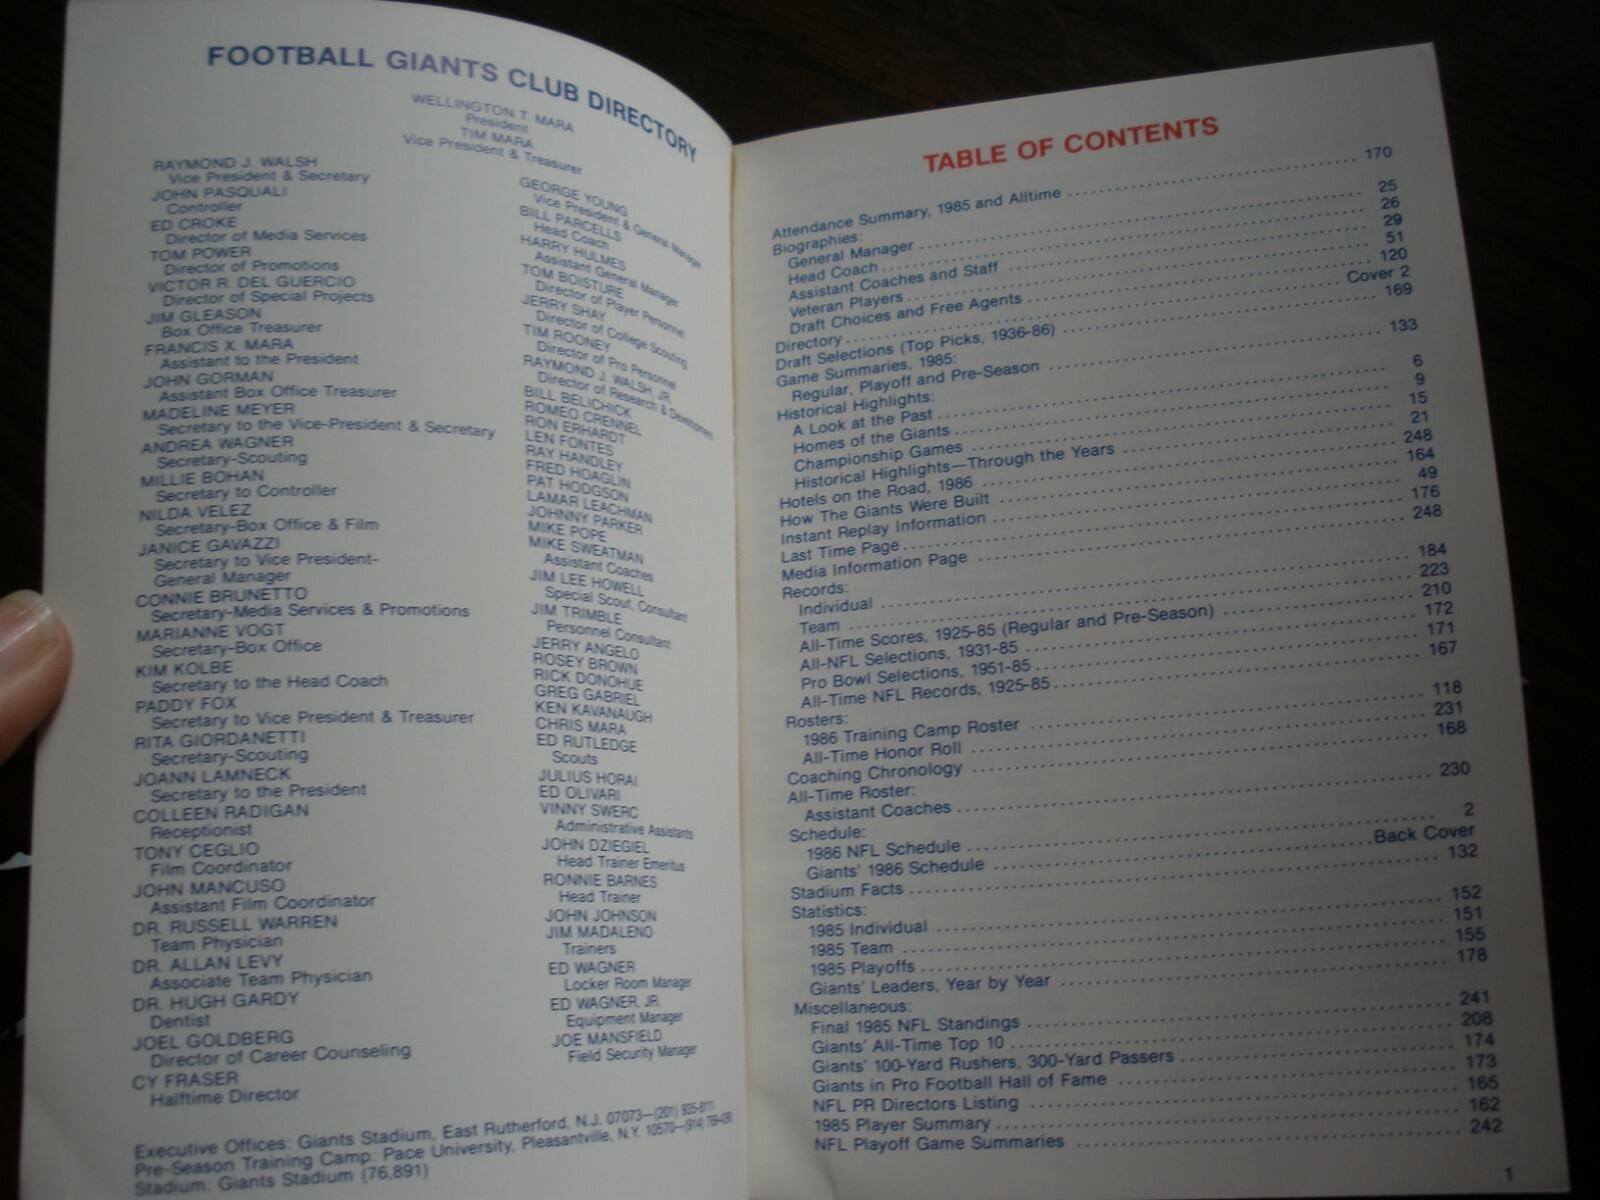 FOOTBALL GIANTS CLUB DIRECTORY
WELLINGTON T. MARA
President
TIM MARA
Vice President & Treasurer
RAYMOND J. WALSH
Vice President & Secretary
JOHN PASQUALI
Controller
ED CROKE
Director of Media Services
TOM POWER
Director of Promotions
VICTOR R. DEL GUERCIO
Director of Special Projects
JIM GLEASON
Box Office Treasurer
FRANCIS X. MARA
Assistant to the President
JOHN GORMAN
Assistant Box Office Treasurer
MADELINE MEYER
Secretary to the Vice-President & Secretary
ANDREA WAGNER
Secretary-Scouting
MILLIE BOHAN
Secretary to Controller
NILDA VELEZ
Secretary-Box Office & Film
JANICE GAVAZZI
Secretary to Vice President-
General Manager
CONNIE BRUNETTO
Secretary-Media Services & Promotions
MARIANNE VOGT
Secretary-Box Office
KIM KOLBE
Secretary to the Head Coach
PADDY FOX
Secretary to Vice President & Treasurer
RITA GIORDANETTI
Secretary-Scouting
JOANN LAMNECK
Secretary to the President
COLLEEN RADIGAN
Receptionist
TONY CEGLIO
Film Coordinator
JOHN MANCUSO
Assistant Film Coordinator
DR. RUSSELL WARREN
Team Physician
DR. ALLAN LEVY
Associate Team Physician
DR. HUGH GARDY
Dentist
JOEL GOLDBERG
Director of Career Counseling
CY FRASER
Halftime Director
GEORGE YOUNG
Vice President & General Manager
BILL PARCELLS
Head Coach
HARRY HULMES
Assistant General Manager
TOM BOISTURE
Director of Player Personnel
JERRY SHAY
Director of College Scouting
TIM ROONEY
Director of Pro Personnel
RAYMOND J. WALSH, JR.
Director of Research & Development
BILL BELICHICK
ROMEO CRENNEL
RON ERHARDT
LEN FONTES
RAY HANDLEY
FRED HOAGLIN
PAT HODGSON
LAMAR LEACHMAN
JOHNNY PARKER
MIKE POPE
MIKE SWEATMAN
Assistant Coaches
JIM LEE HOWELL
Special Scout, Consultant
JIM TRIMBLE
Personnel Consultant
JERRY ANGELO
ROSEY BROWN
RICK DONOHUE
GREG GABRIEL
KEN KAVANAUGH
CHRIS MARA
ED RUTLEDGE
Scouts
JULIUS HORAI
ED OLIVARI
VINNY SWERC
Administrative Assistants
JOHN DZIEGIEL
Head Trainer Emeritus
RONNIE BARNES
Head Trainer
JOHN JOHNSON
JIM MADALENO
Trainers
ED WAGNER
Locker Room Manager
ED WAGNER, JR.
Equipment Manager
JOE MANSFIELD
Field Security Manager
Executive Offices: Giants Stadium, East Rutherford, N.J. 07073—(201) 935-8111
Pre-Season Training Camp: Pace University, Pleasantville, N.Y. 10570—(914)
Stadium: Giants Stadium (76,891)
TABLE OF CONTENTS
Attendance Summary, 1985 and Alltime 170
Biographies:
General Manager 25
Head Coach 26
Assistant Coaches and Staff 29
Veteran Players 51
Draft Choices and Free Agents 120
Directory Cover 2
Draft Selections (Top Picks, 1936-86) 169
Game Summaries, 1985:
Regular, Playoff and Pre-Season 133
Historical Highlights:
A Look at the Past 6
Homes of the Giants 9
Championship Games 15
Historical Highlights—Through the Years 21
Hotels on the Road, 1986 248
How The Giants Were Built 164
Instant Replay Information 49
Last Time Page 176
Media Information Page 248
Records:
Individual 184
Team 223
All-Time Scores, 1925-85 (Regular and Pre-Season) 210
All-NFL Selections, 1931-85 172
Pro Bowl Selections, 1951-85 171
All-Time NFL Records, 1925-85 167
Rosters:
1986 Training Camp Roster 118
All-Time Honor Roll 231
Coaching Chronology 168
All-Time Roster:
Assistant Coaches 230
Schedule:
1986 NFL Schedule 2
Giants' 1986 Schedule Back Cover
Stadium Facts 132
Statistics:
1985 Individual 152
1985 Team 151
1985 Playoffs 155
Giants' Leaders, Year by Year 178
Miscellaneous:
Final 1985 NFL Standings 241
Giants' All-Time Top 10 208
Giants' 100-Yard Rushers, 300-Yard Passers 174
Giants in Pro Football Hall of Fame 173
NFL PR Directors Listing 165
1985 Player Summary 162
NFL Playoff Game Summaries 242
1